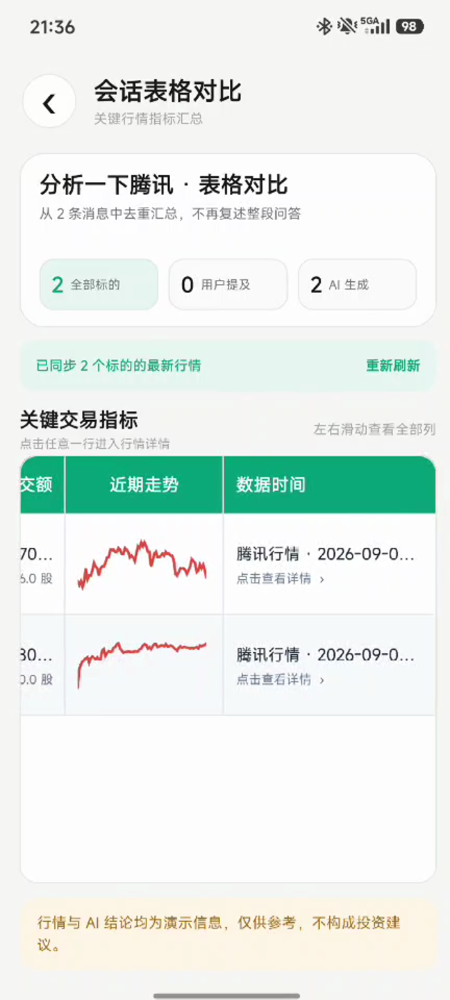 21:36
5GA
98
会话表格对比
关键行情指标汇总
分析一下腾讯 · 表格对比
从 2 条消息中去重汇总，不再复述整段问答
2 全部标的
0 用户提及
2 AI 生成
已同步 2 个标的的最新行情
重新刷新
关键交易指标
左右滑动查看全部列
点击任意一行进入行情详情
交额
近期走势
数据时间
70...
腾讯行情 · 2026-09-0...
6.0 股
点击查看详情 ›
30...
腾讯行情 · 2026-09-0...
0.0 股
点击查看详情 ›
行情与 AI 结论均为演示信息，仅供参考，不构成投资建
议。